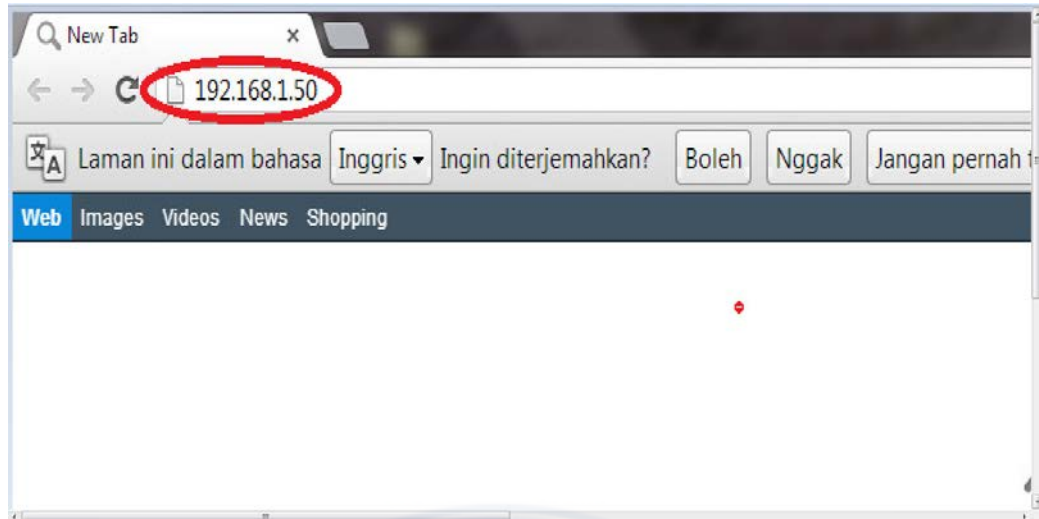 New Tab
192.168.1.50
Laman ini dalam bahasa Inggris Ingin diterjemahkan? Boleh Nggak Jangan pernah
Web Images Videos News Shopping